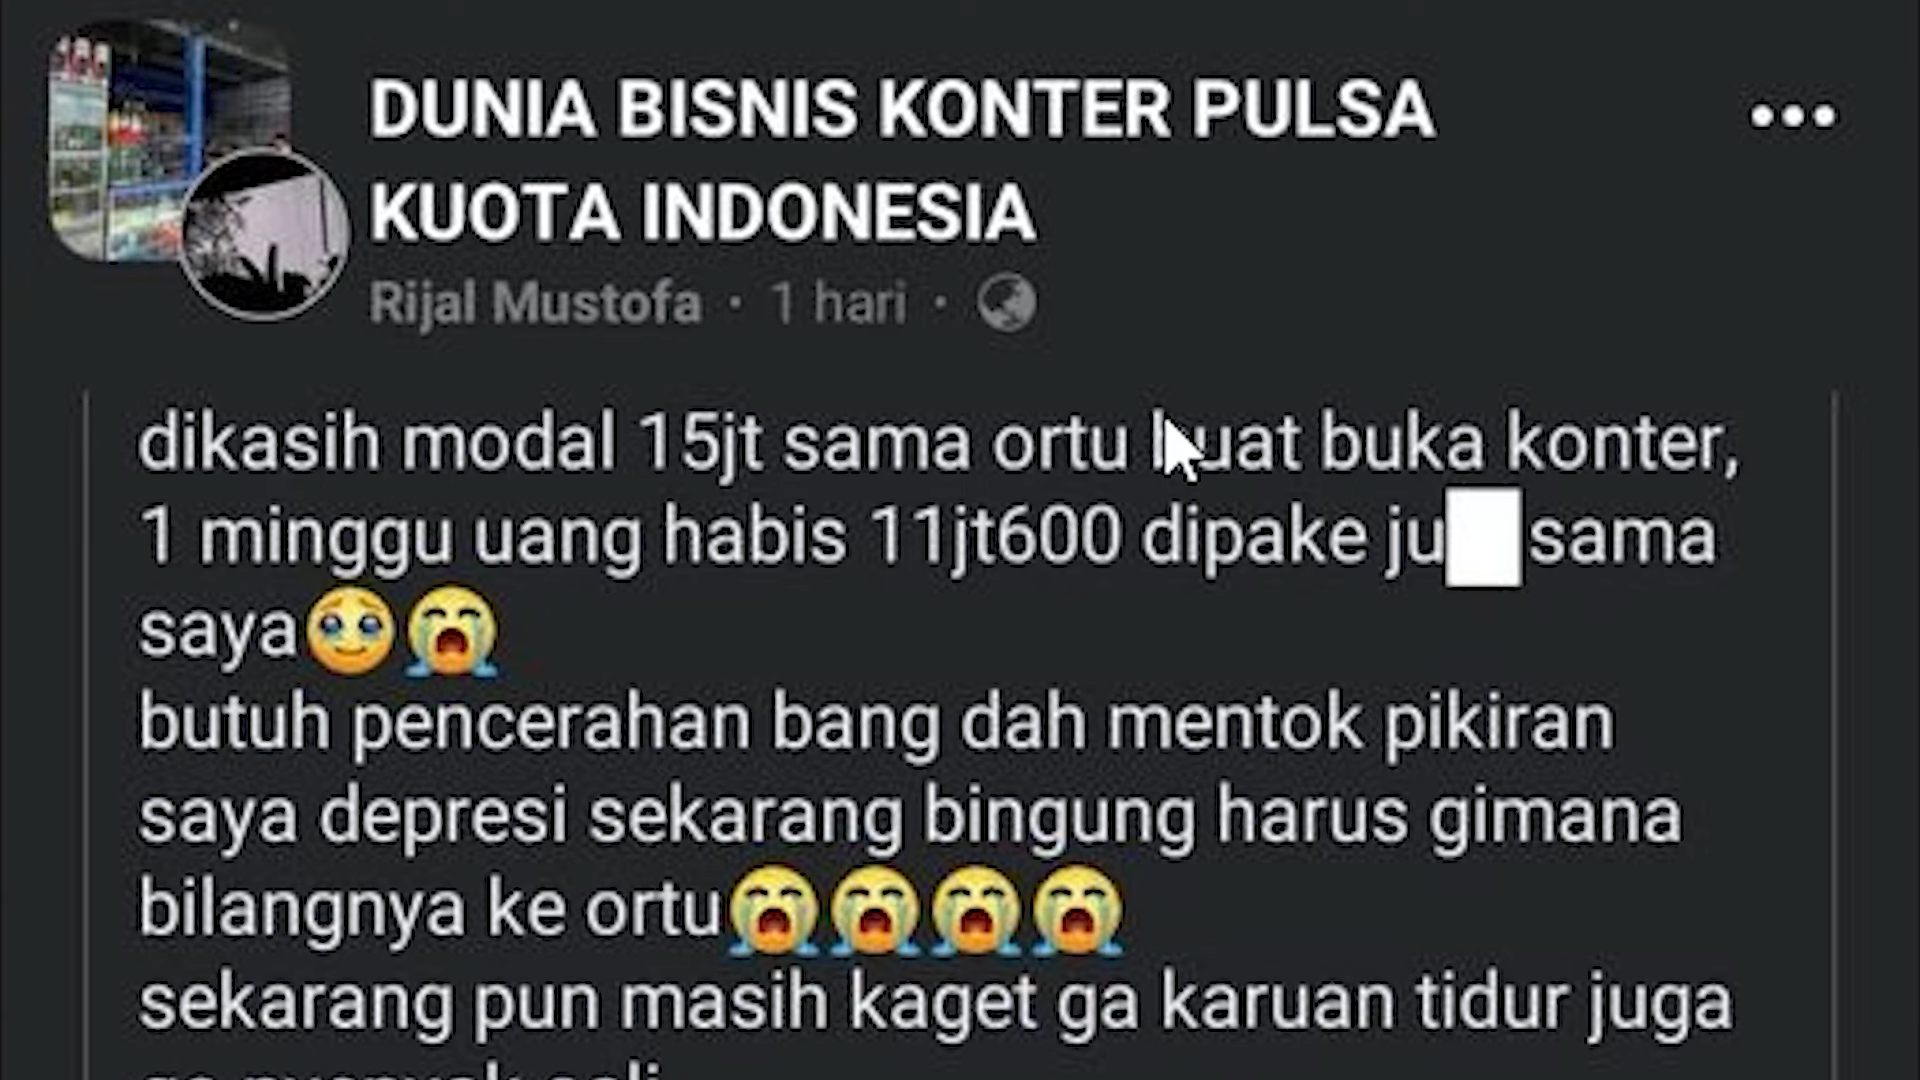 DUNIA BISNIS KONTER PULSA
KUOTA INDONESIA
Rijal Mustofa · 1 hari ·
dikasih modal 15jt sama ortu buat buka konter,
1 minggu uang habis 11jt600 dipake ju sama
saya🥹😭
butuh pencerahan bang dah mentok pikiran
saya depresi sekarang bingung harus gimana
bilangnya ke ortu😭😭😭😭
sekarang pun masih kaget ga karuan tidur juga